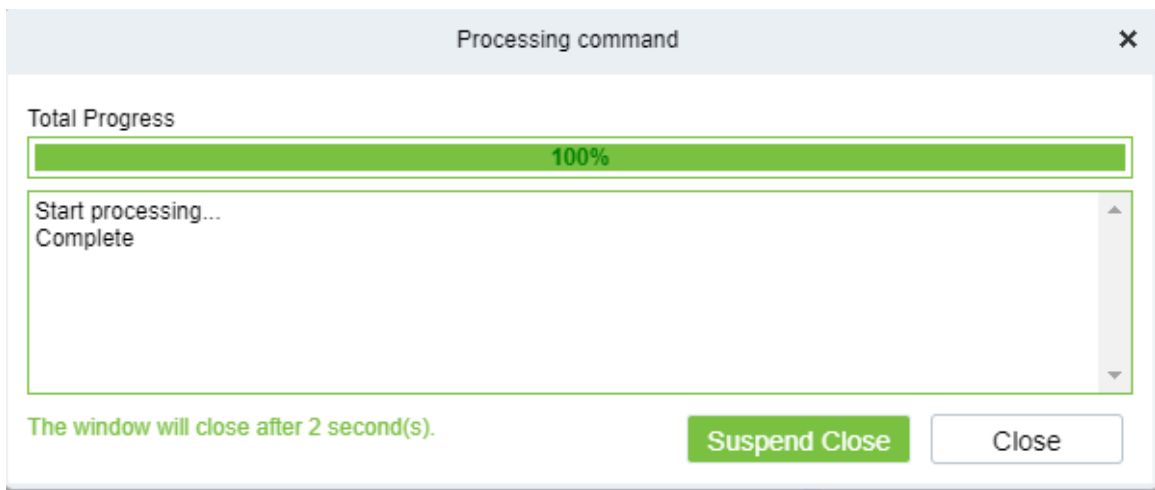 Processing command
Total Progress
100%
Start processing...
Complete
The window will close after 2 second(s).
Suspend Close
Close